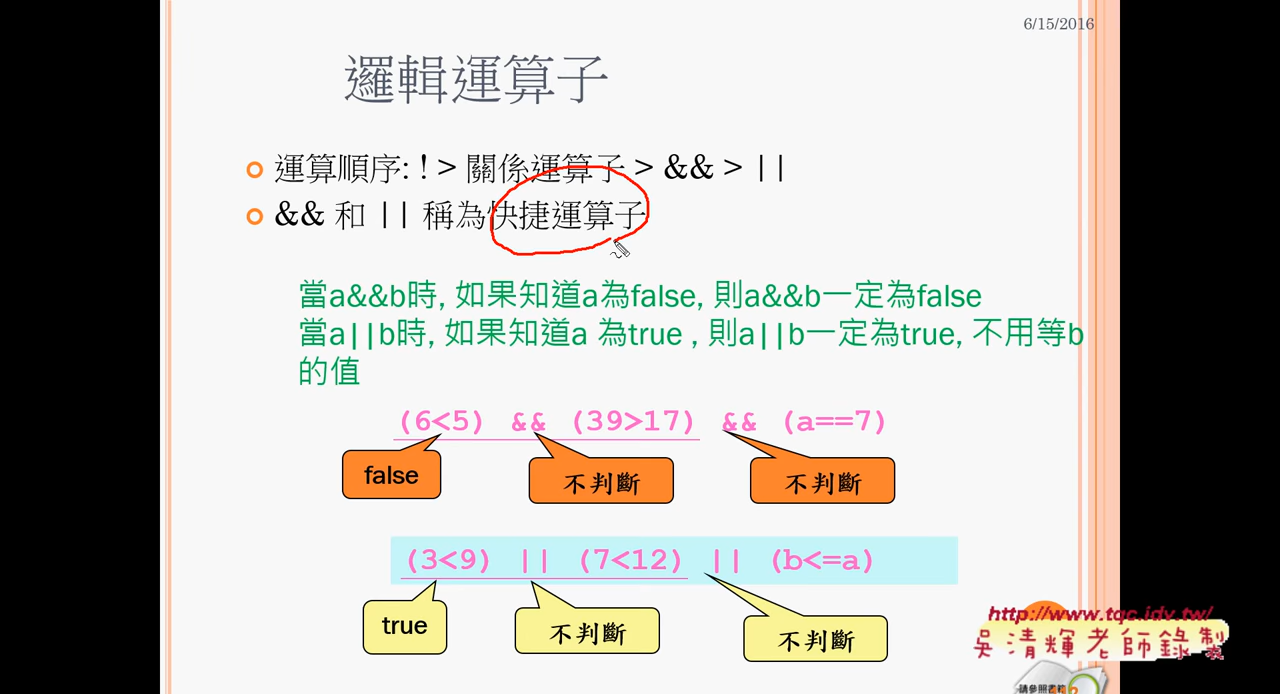 6/15/2016
邏輯運算子
運算順序: ! > 關係運算子 > && > ||
&& 和 || 稱為快捷運算子
當a&&b時, 如果知道a為false, 則a&&b一定為false
當a||b時, 如果知道a 為true , 則a||b一定為true, 不用等b
的值
(6<5) && (39>17) && (a==7)
false
不判斷
不判斷
(3<9) || (7<12) || (b<=a)
true
不判斷
不判斷
http://www.tqc.idv.tw/
吳清輝老師錄製